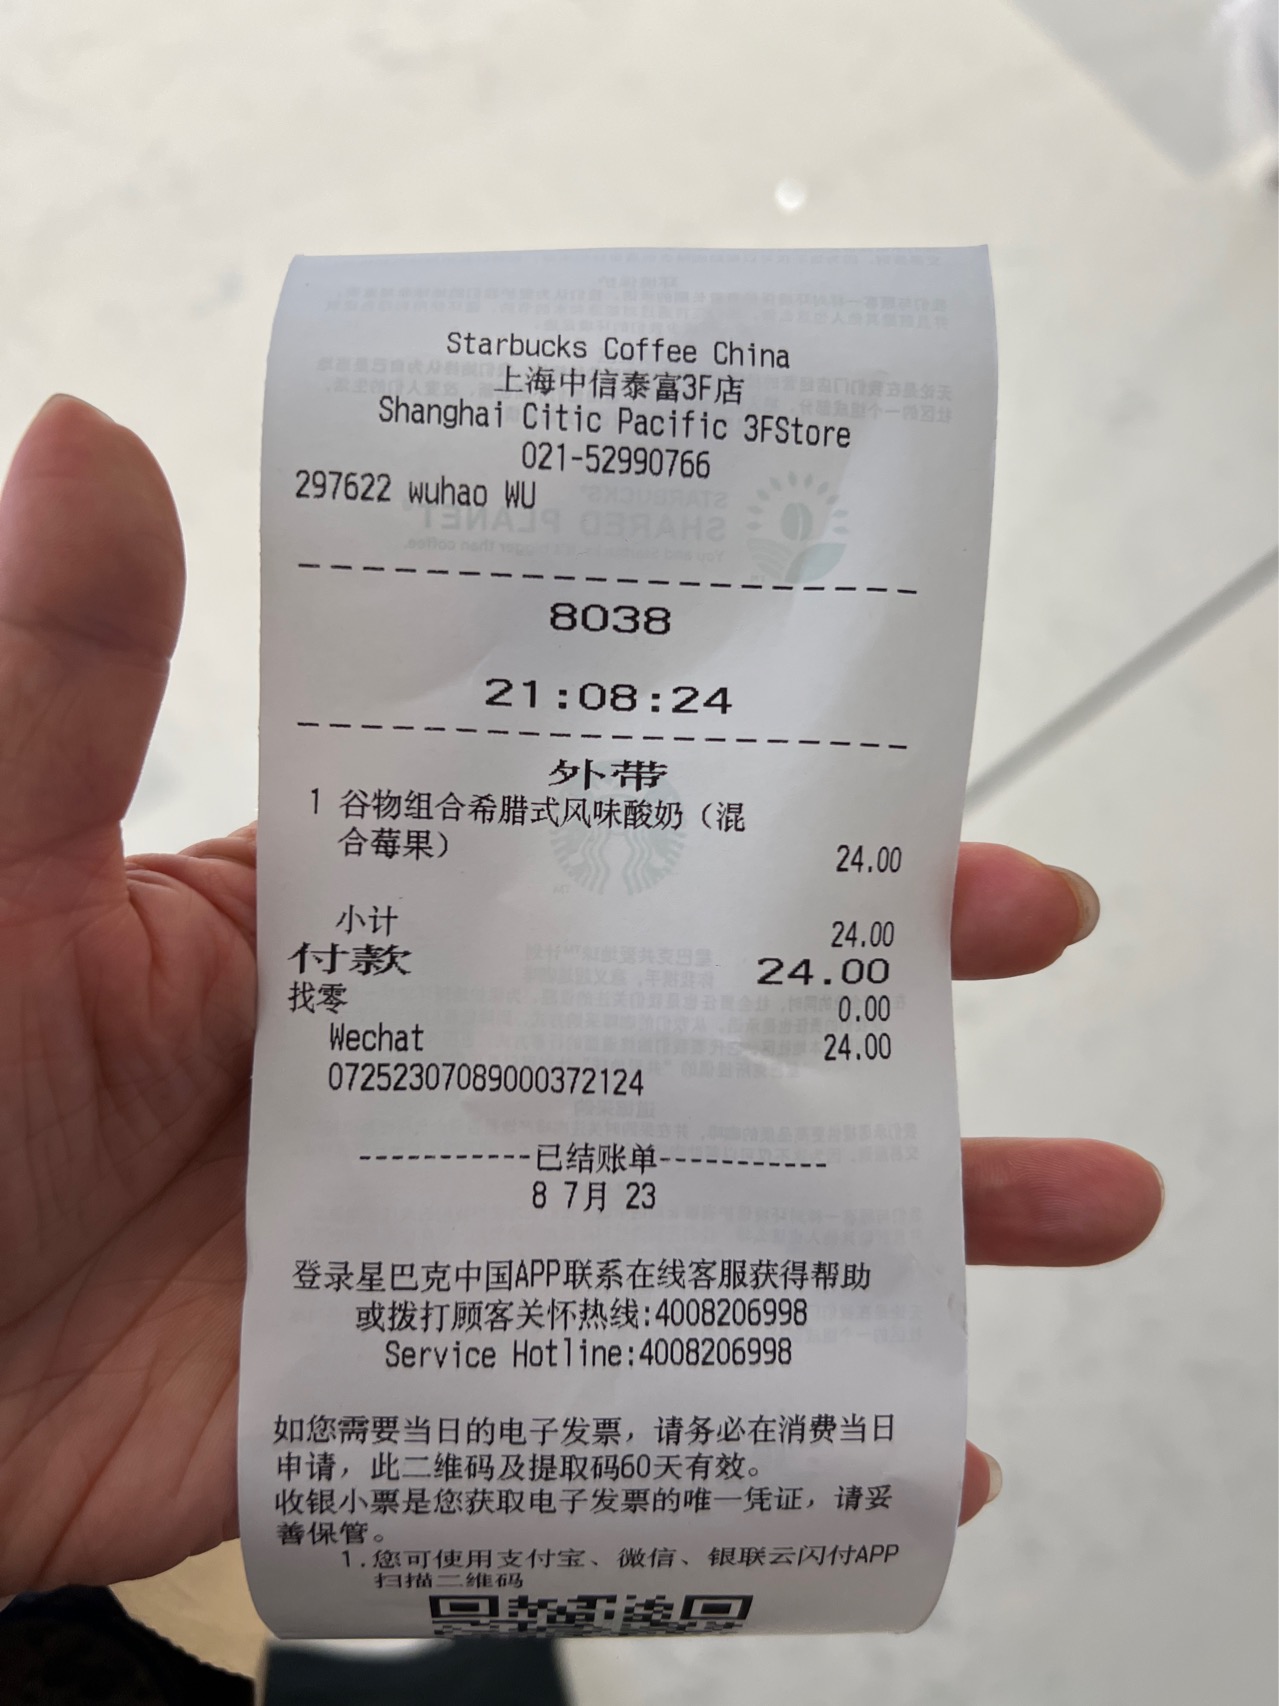 Starbucks Coffee China
上海中信泰富3F店
Shanghai Citic Pacific 3FStore
021-52990766
297622 wuhao WU
8038
21:08:24
外带
1 谷物组合希腊式风味酸奶（混
合莓果） 24.00
小计 24.00
付款 24.00
找零 0.00
Wechat 24.00
07252307089000372124
-----------已结账单-----------
8 7月 23
登录星巴克中国APP联系在线客服获得帮助
或拨打顾客关怀热线:4008206998
Service Hotline:4008206998
如您需要当日的电子发票，请务必在消费当日
申请，此二维码及提取码60天有效。
收银小票是您获取电子发票的唯一凭证，请妥
善保管。
1.您可使用支付宝、微信、银联云闪付APP
扫描二维码
STARBUCKS
SHARED PLANET